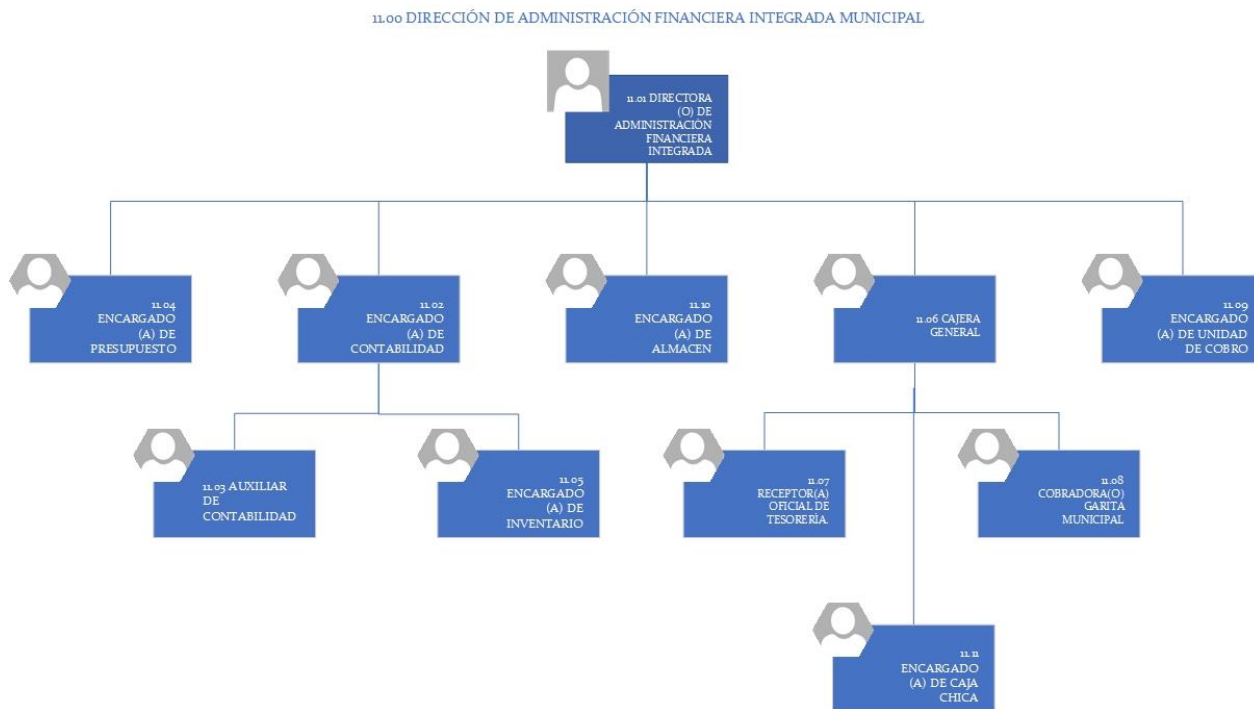 11.00 DIRECCIÓN DE ADMINISTRACIÓN FINANCIERA INTEGRADA MUNICIPAL
11.01 DIRECTORA
(O) DE
ADMINISTRACIÓN
FINANCIERA
INTEGRADA
11.04
ENCARGADO
(A) DE
PRESUPUESTO
11.02
ENCARGADO
(A) DE
CONTABILIDAD
11.10
ENCARGADO
(A) DE
ALMACEN
11.06 CAJERA
GENERAL
11.09
ENCARGADO
(A) DE UNIDAD
DE COBRO
11.03 AUXILIAR
DE
CONTABILIDAD
11.05
ENCARGADO
(A) DE
INVENTARIO
11.07
RECEPTOR(A)
OFICIAL DE
TESORERÍA.
11.08
COBRADORA(O)
GARITA
MUNICIPAL
11.11
ENCARGADO
(A) DE CAJA
CHICA